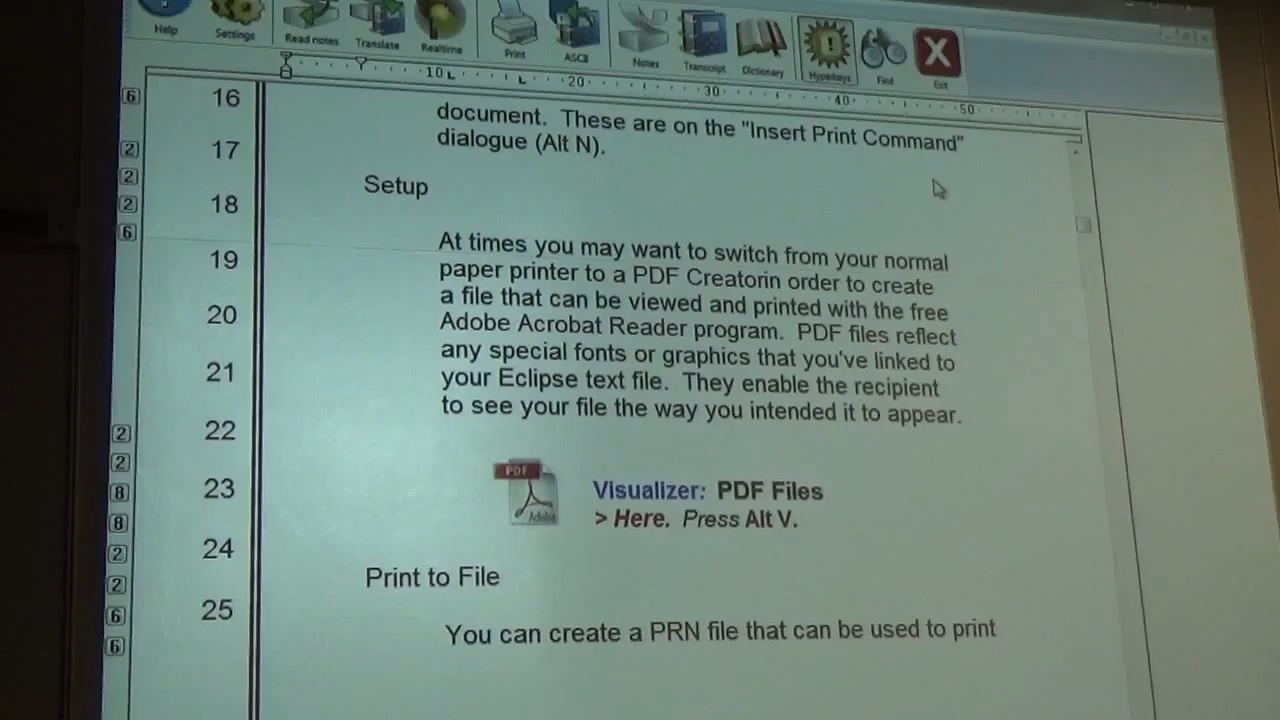 Help Settings Read notes Translate Realtime Print ASCII Notes Transcript Dictionary Hyperkeys Find Exit
10 20 30 40 50
6 16 document. These are on the "Insert Print Command"
2 17 dialogue (Alt N).
2
2 18 Setup
6
19 At times you may want to switch from your normal
paper printer to a PDF Creatorin order to create
20 a file that can be viewed and printed with the free
Adobe Acrobat Reader program. PDF files reflect
21 any special fonts or graphics that you've linked to
your Eclipse text file. They enable the recipient
2 22 to see your file the way you intended it to appear.
2
PDF
Adobe
8 23 Visualizer: PDF Files
8 > Here. Press Alt V.
2 24
2 Print to File
6 25
6 You can create a PRN file that can be used to print